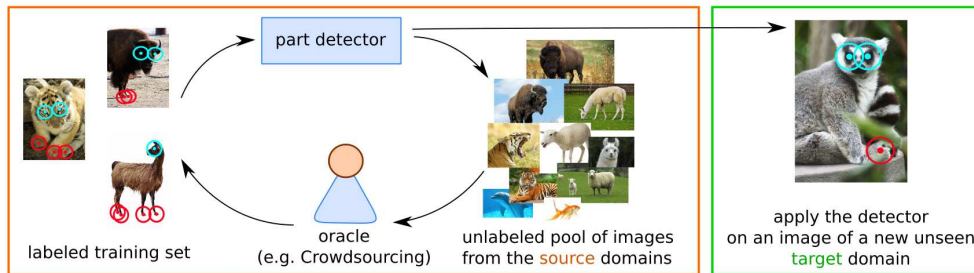 part detector
labeled training set
oracle
(e.g. Crowdsourcing)
unlabeled pool of images
from the source domains
apply the detector
on an image of a new unseen
target domain